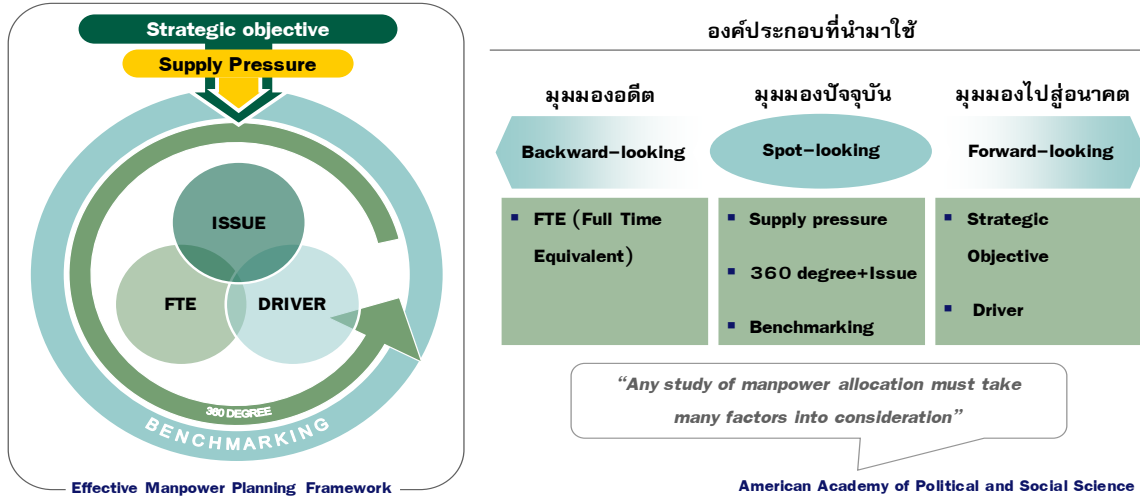 Strategic objective
Supply Pressure
ISSUE
FTE
DRIVER
360 DEGREE
BENCHMARKING
Effective Manpower Planning Framework
องค์ประกอบที่นำมาใช้
มุมมองอดีต
มุมมองปัจจุบัน
มุมมองไปสู่อนาคต
Backward-looking
Spot-looking
Forward-looking
▪ FTE (Full Time
Equivalent)
▪ Supply pressure
▪ 360 degree+Issue
▪ Benchmarking
▪ Strategic
Objective
▪ Driver
“Any study of manpower allocation must take
many factors into consideration”
American Academy of Political and Social Science